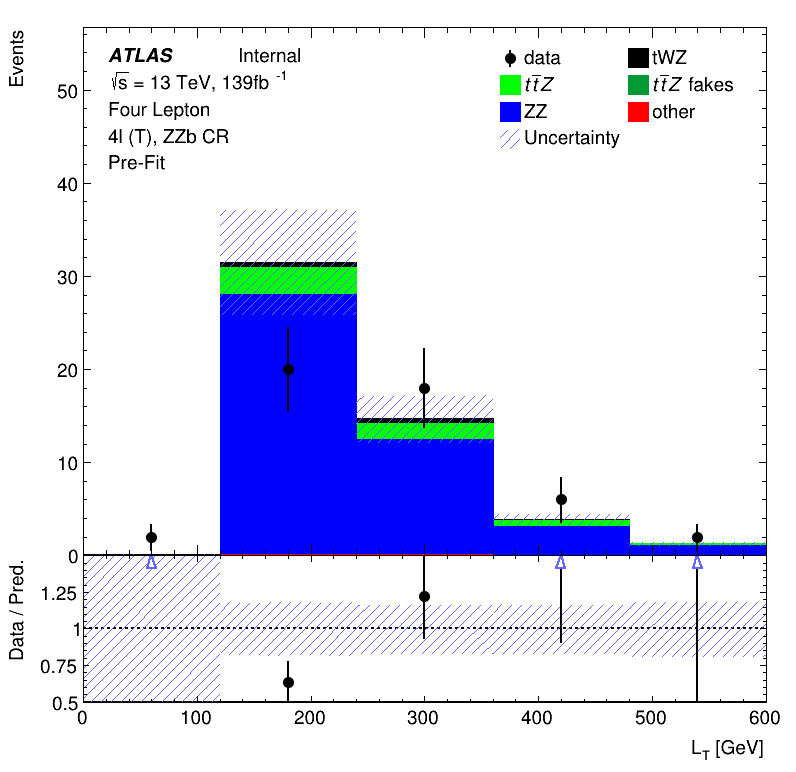 Events
ATLAS Internal
√s = 13 TeV, 139fb⁻¹
Four Lepton
4l (T), ZZb CR
Pre-Fit
data tWZ
tt̄Z tt̄Z fakes
ZZ other
Uncertainty
50
40
30
20
10
0
Data / Pred.
1.25
1
0.75
0.5
0 100 200 300 400 500 600
L_T [GeV]